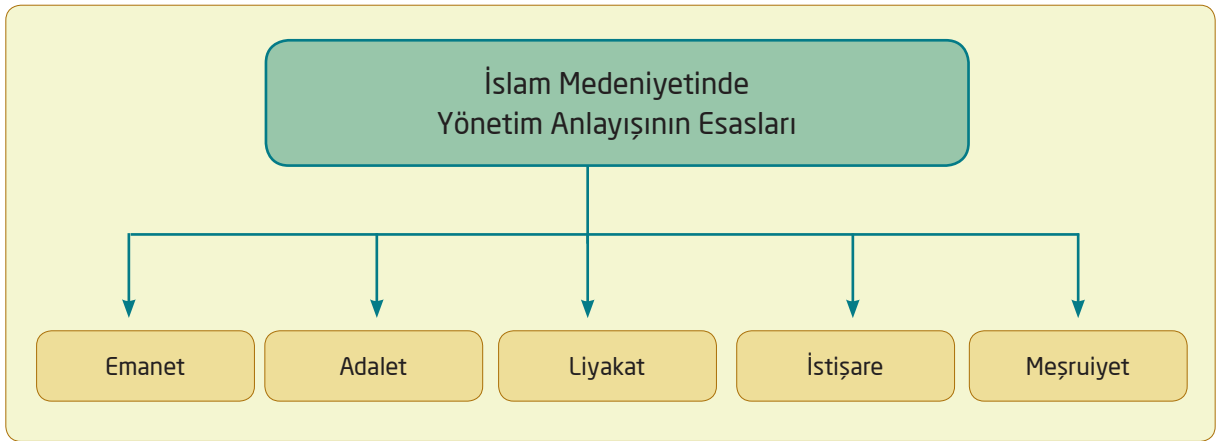 İslam Medeniyetinde
Yönetim Anlayışının Esasları
Emanet
Adalet
Liyakat
İstişare
Meşruiyet